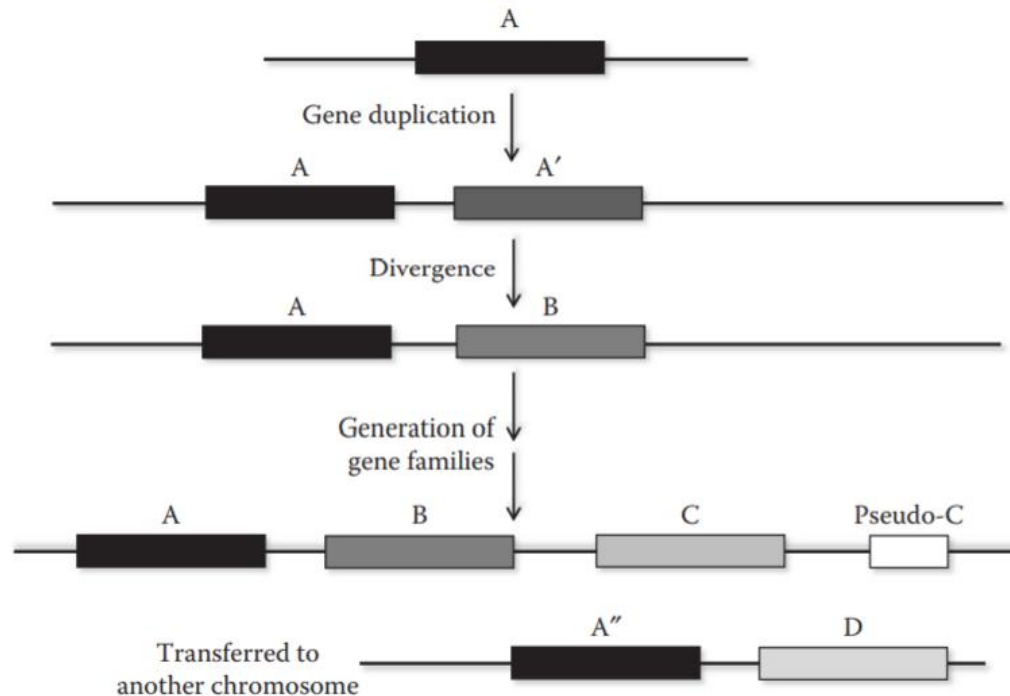 A
Gene duplication
A A′
Divergence
A B
Generation of
gene families
A B C Pseudo-C
A″ D
Transferred to
another chromosome